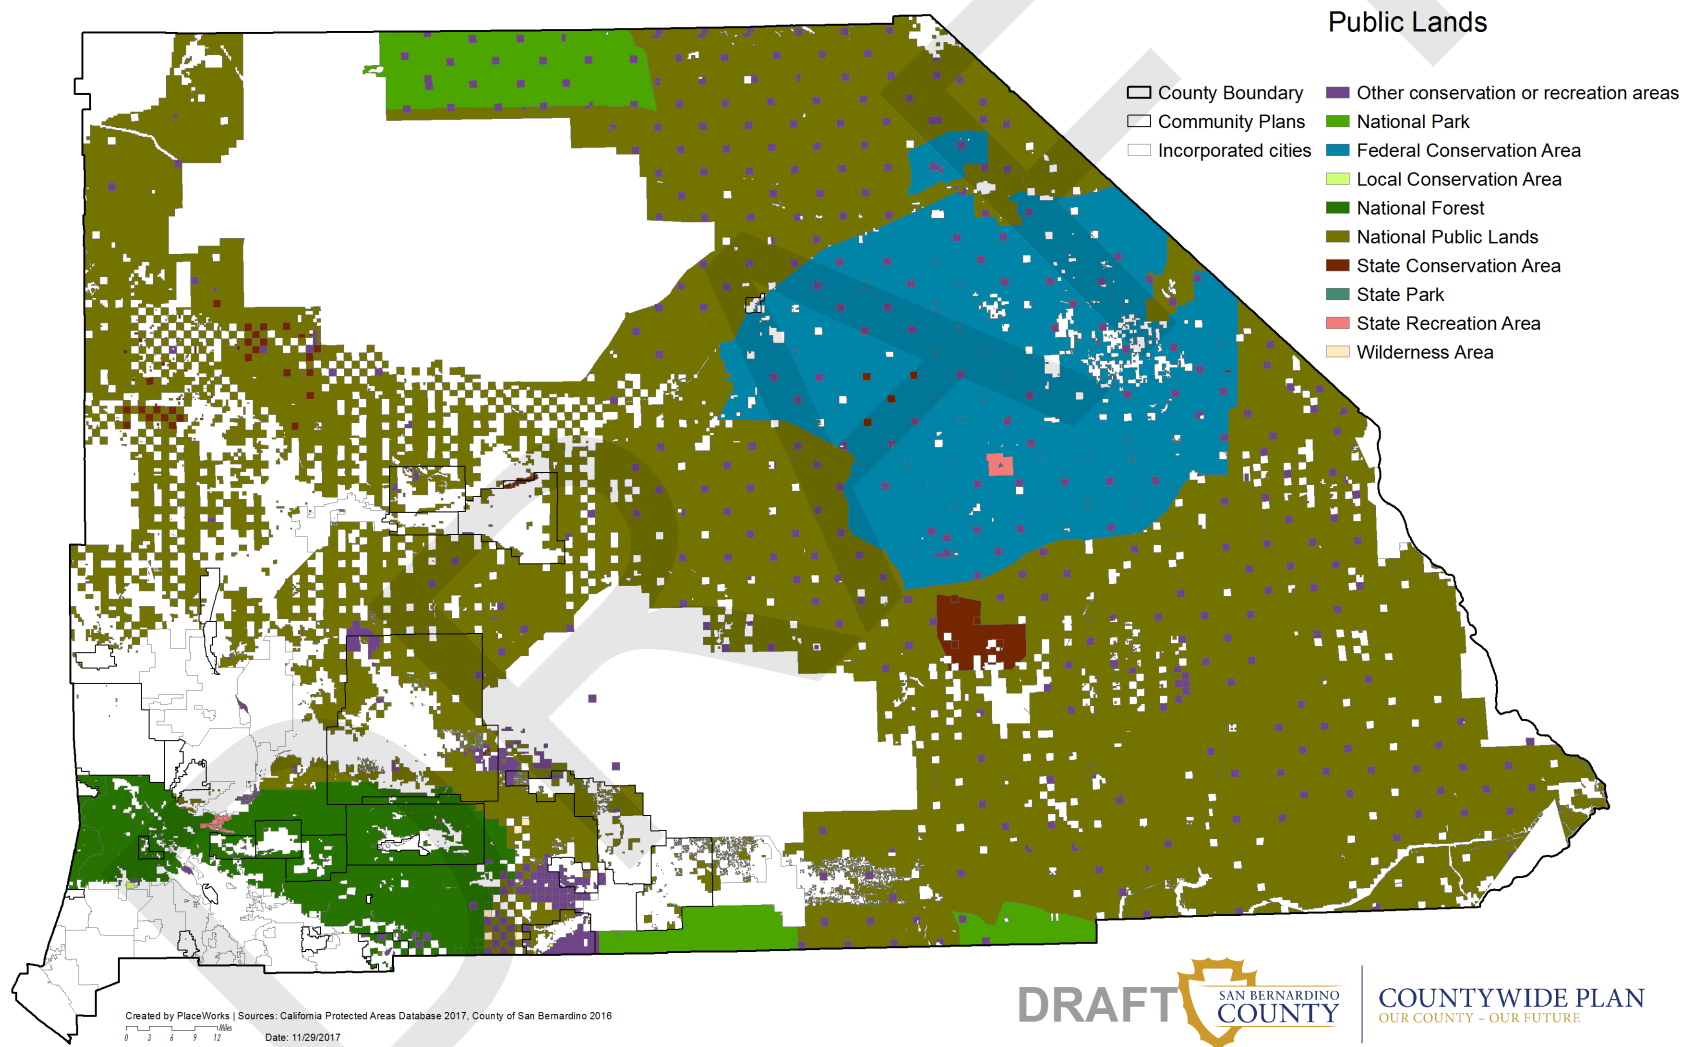 Public Lands
County Boundary
Community Plans
Incorporated cities
Other conservation or recreation areas
National Park
Federal Conservation Area
Local Conservation Area
National Forest
National Public Lands
State Conservation Area
State Park
State Recreation Area
Wilderness Area
DRAFT
SAN BERNARDINO
COUNTY
COUNTYWIDE PLAN
OUR COUNTY – OUR FUTURE
Created by PlaceWorks | Sources: California Protected Areas Database 2017, County of San Bernardino 2016
Miles
0 3 6 9 12
Date: 11/29/2017
DRAFT